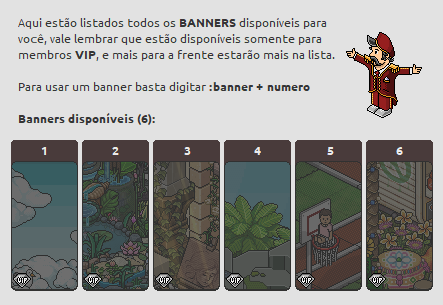 Aqui estão listados todos os BANNERS disponíveis para
você, vale lembrar que estão disponíveis somente para
membros VIP, e mais para a frente estarão mais na lista.
Para usar um banner basta digitar :banner + numero
Banners disponíveis (6):
1 2 3 4 5 6
VIP VIP VIP VIP VIP VIP